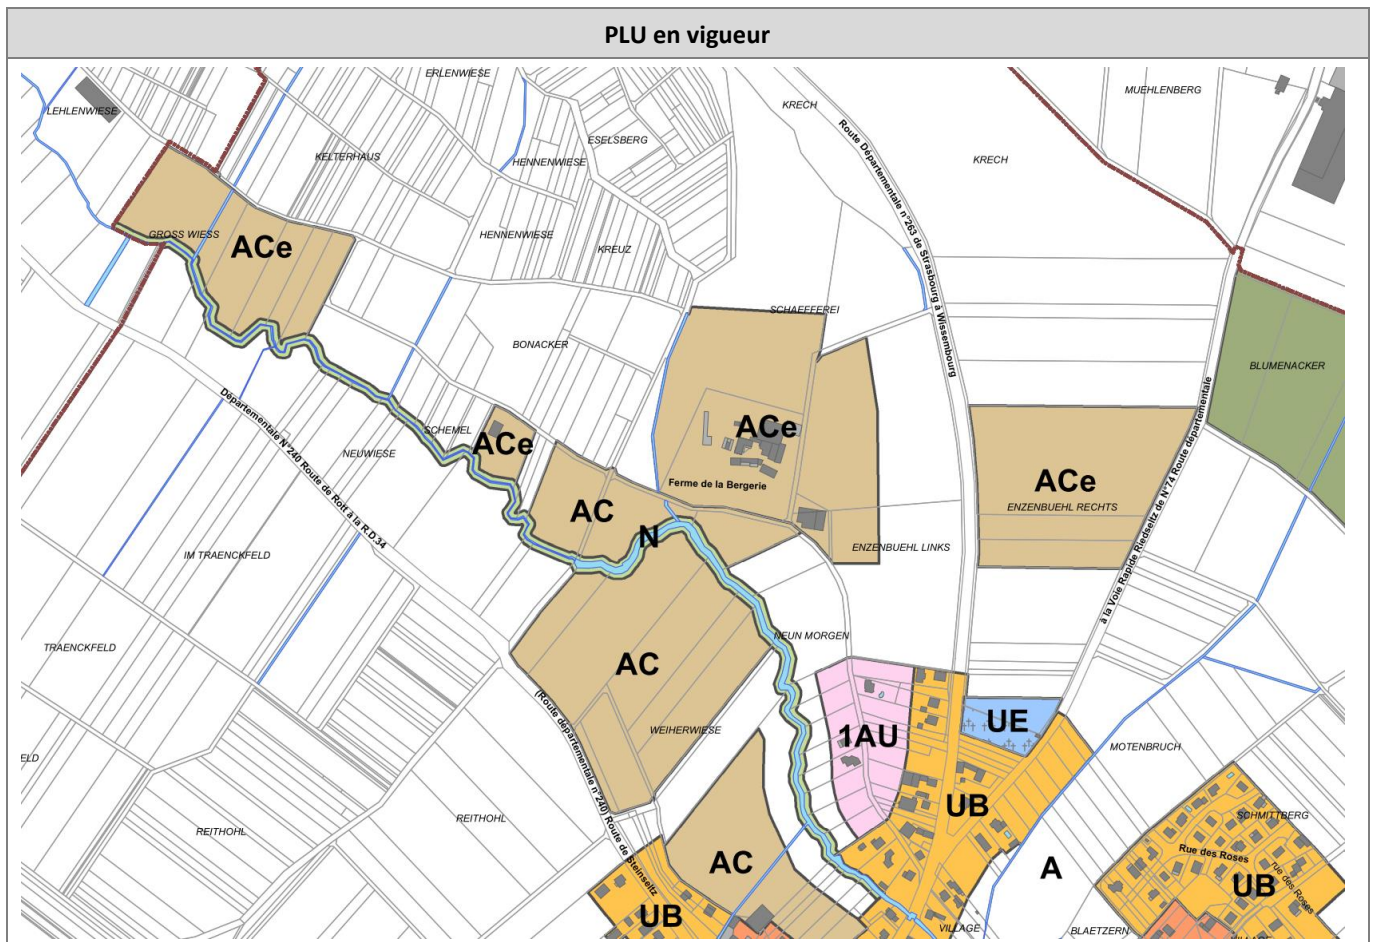 PLU en vigueur
ERLENWIESE
LEHLENWIESE
KRECH
MUEHLENBERG
ESELSBERG
KELTERHAUS
HENNENWIESE
KRECH
Route Départementale n°263 de Strasbourg à Wissembourg
GROSS WIESS
ACe
HENNENWIESE
KREUZ
SCHAEFFEREI
BONACKER
BLUMENACKER
Départementale N°240 Route de Rott à la R.D.34
SCHEMEL
ACe
ACe
NEUWIESE
Ferme de la Bergerie
ACe
ENZENBUEHL RECHTS
à la Voie Rapide Riedseltz de N°74 Route départementale
AC
N
ENZENBUEHL LINKS
IM TRAENCKFELD
NEUN MORGEN
TRAENCKFELD
AC
(Route départementale n°240) Route de Steinseltz
WEIHERWIESE
1AU
UE
MOTENBRUCH
ELD
REITHOHL
REITHOHL
UB
SCHMITTBERG
Rue des Roses
rue des Roses
AC
A
UB
UB
VILLAGE
BLAETZERN